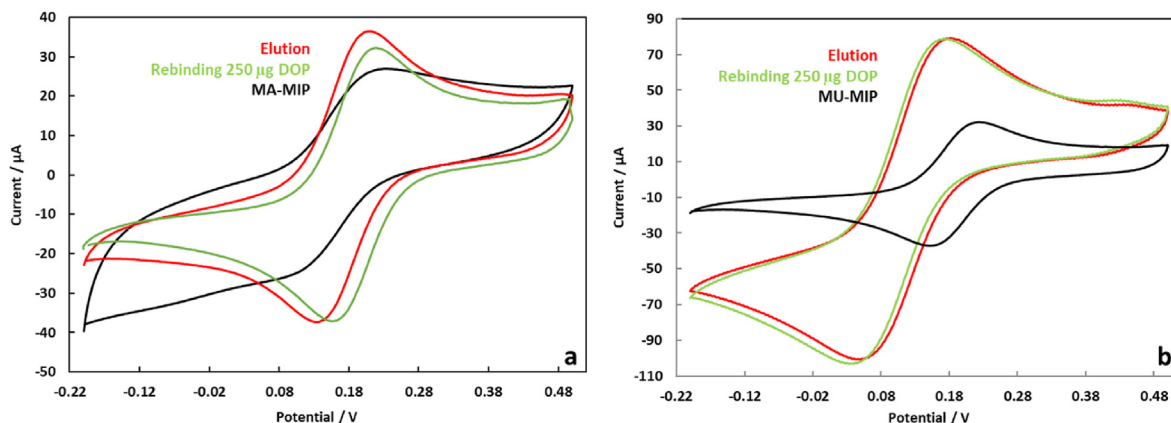 40
30
20
10
0
-10
-20
-30
-40
-50
Current / µA
Elution
Rebinding 250 µg DOP
MA-MIP
a
-0.22 -0.12 -0.02 0.08 0.18 0.28 0.38 0.48
Potential / V
90
70
50
30
10
-10
-30
-50
-70
-90
-110
Current / µA
Elution
Rebinding 250 µg DOP
MU-MIP
b
-0.22 -0.12 -0.02 0.08 0.18 0.28 0.38 0.48
Potential / V